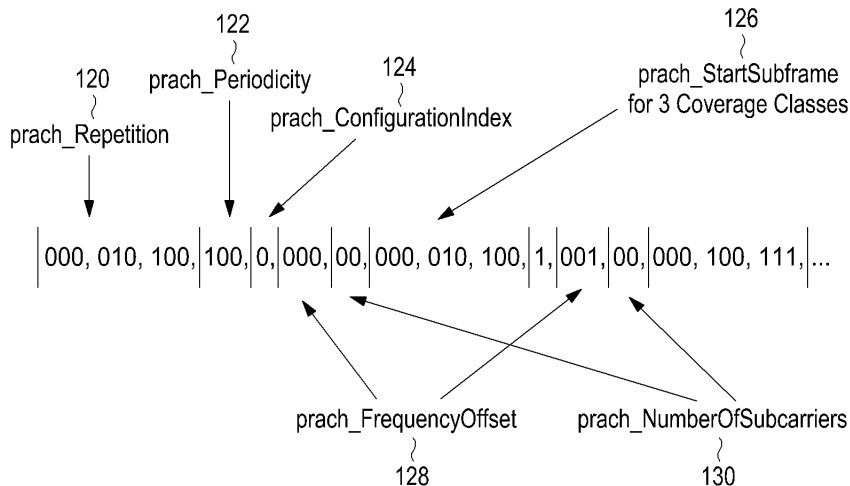 122
126
120
prach_Periodicity
124
prach_StartSubframe
for 3 Coverage Classes
prach_Repetition
prach_ConfigurationIndex
000, 010, 100, 100, 0, 000, 00, 000, 010, 100, 1, 001, 00, 000, 100, 111, ...
prach_FrequencyOffset
prach_NumberOfSubcarriers
128
130